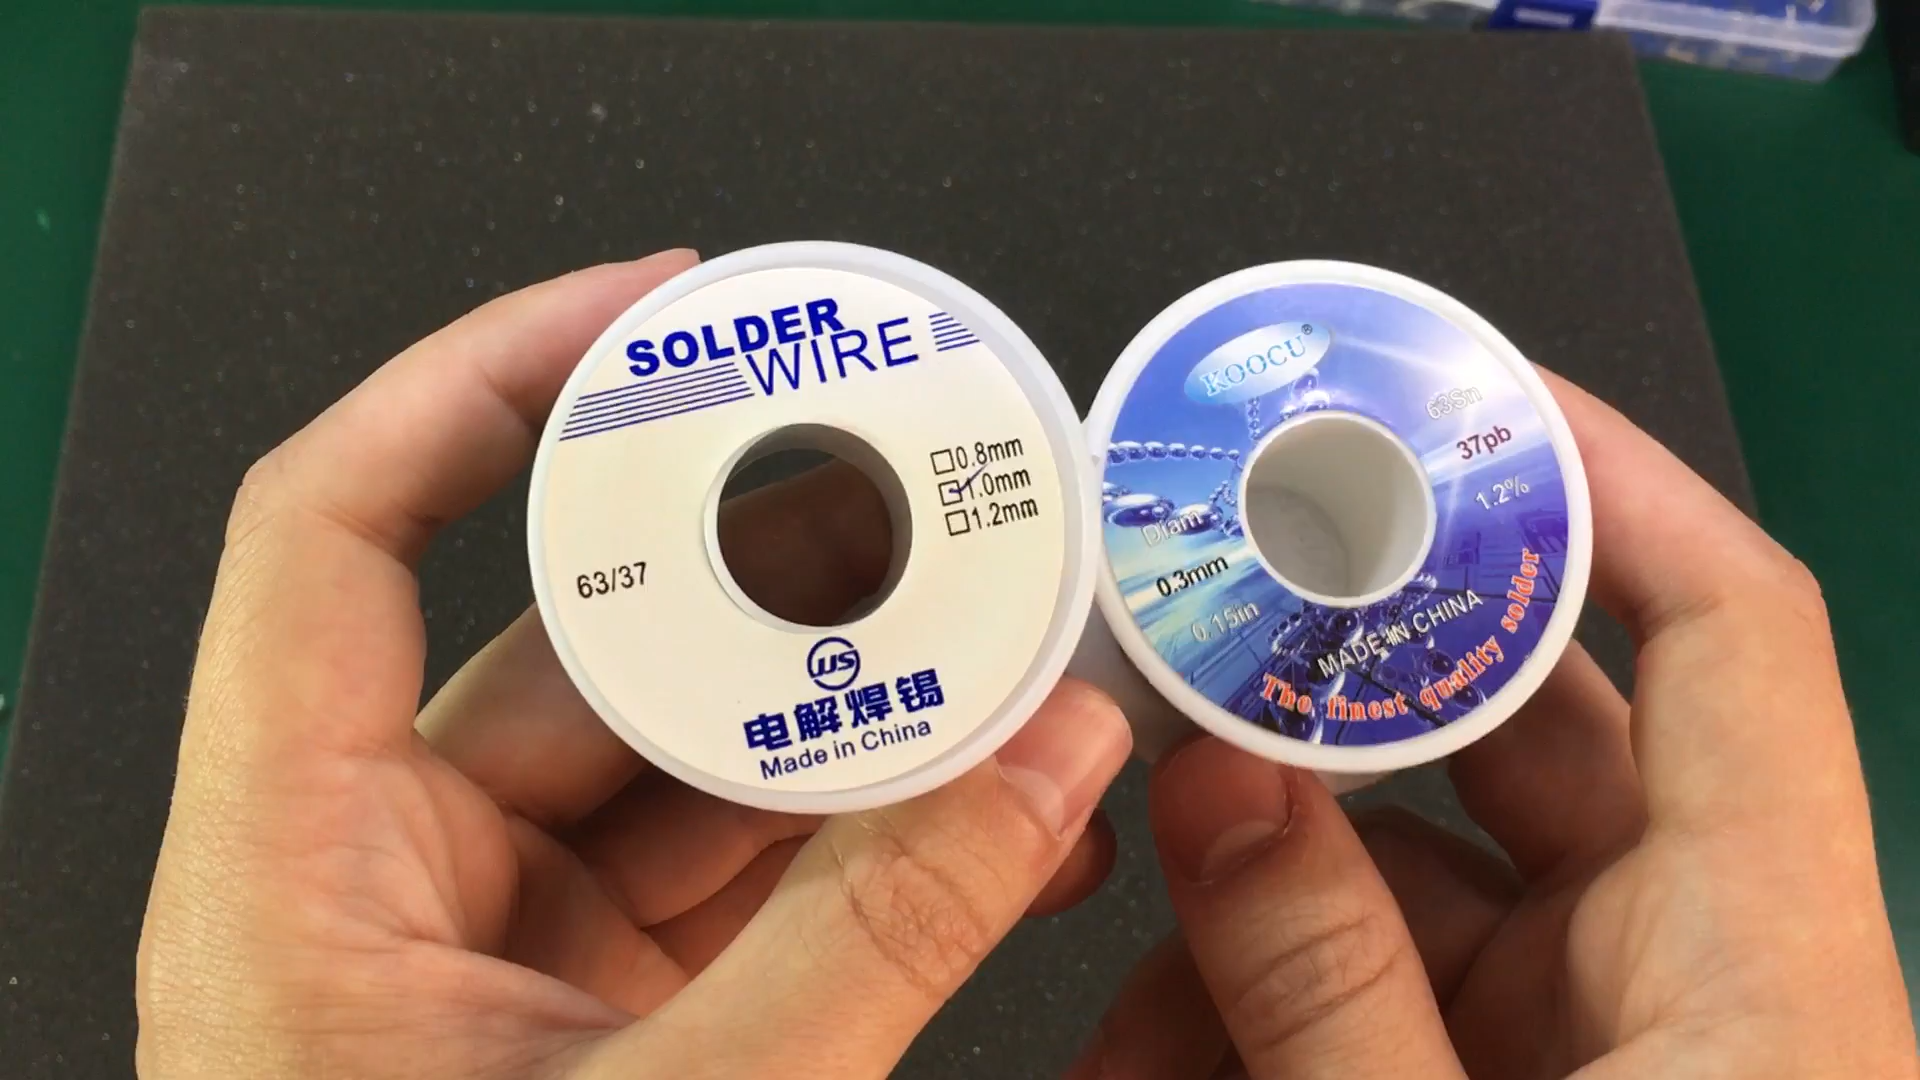 SOLDER
WIRE
0.8mm
1.0mm
1.2mm
63/37
US
电解焊锡
Made in China
KOOCU®
63Sn
37pb
1.2%
Diam
0.3mm
0.15in
MADE IN CHINA
The finest quality solder